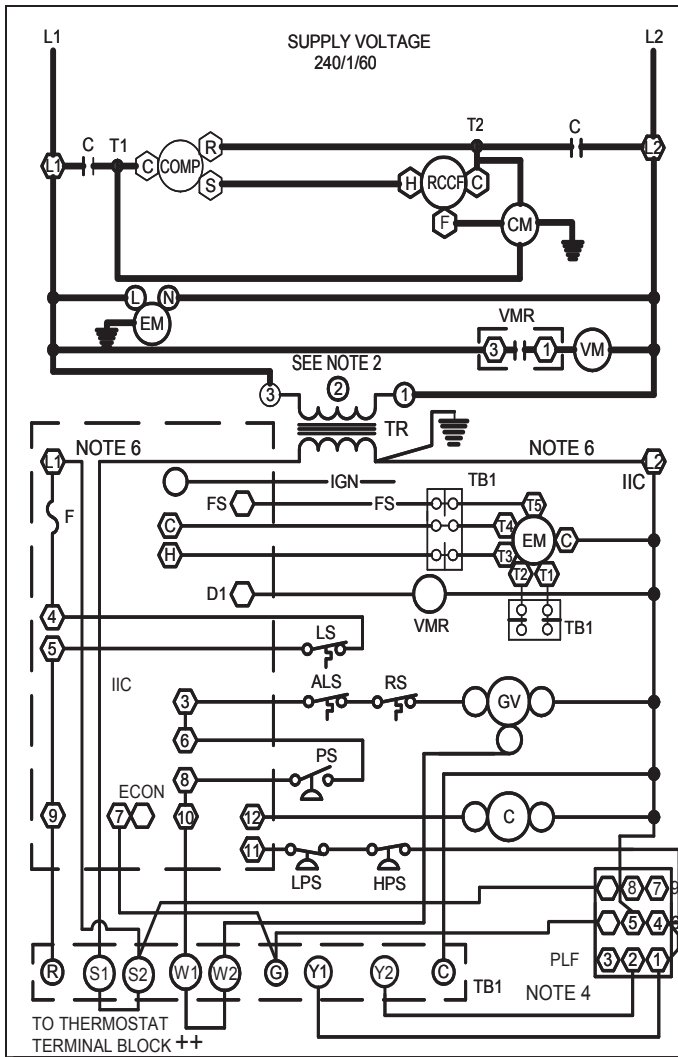 L1
SUPPLY VOLTAGE
240/1/60
L2
C
T1
T2
C
L1
C
COMP
R
S
H
RCCF
C
F
CM
L2
L
N
EM
VMR
3
1
VM
SEE NOTE 2
3
2
1
TR
L1
NOTE 6
NOTE 6
L2
IIC
IGN
TB1
F
FS
FS
T5
C
T4
EM
C
H
T3
T2
T1
D1
VMR
TB1
4
LS
5
IIC
ALS
RS
3
GV
6
PS
8
ECON
9
7
10
12
C
11
LPS
HPS
8
7
9
5
4
6
PLF
3
2
1
R
S1
S2
W1
W2
G
Y1
Y2
C
TB1
NOTE 4
TO THERMOSTAT
TERMINAL BLOCK ++